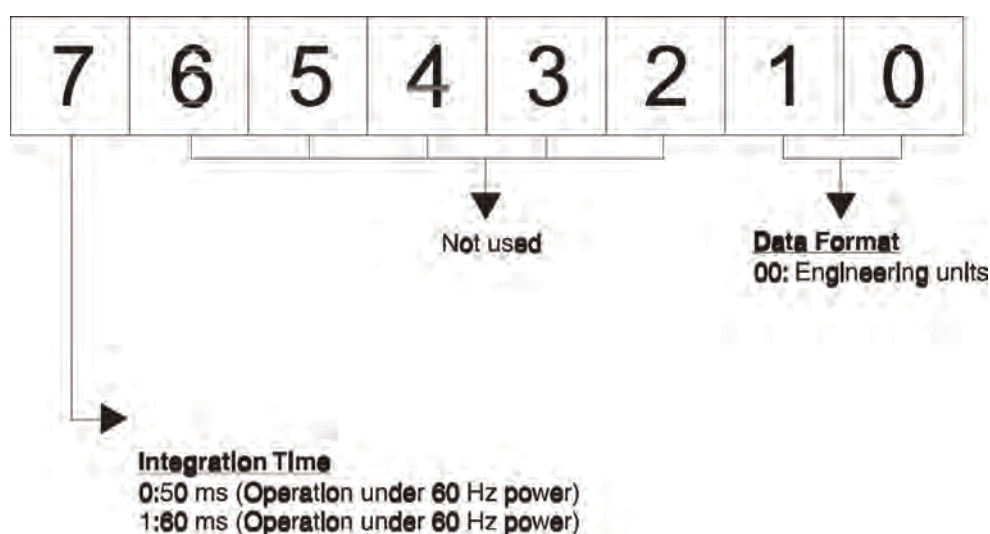 7 6 5 4 3 2 1 0
Not used
Data Format
00: Engineering units
Integration Time
0:50 ms (Operation under 60 Hz power)
1:60 ms (Operation under 60 Hz power)